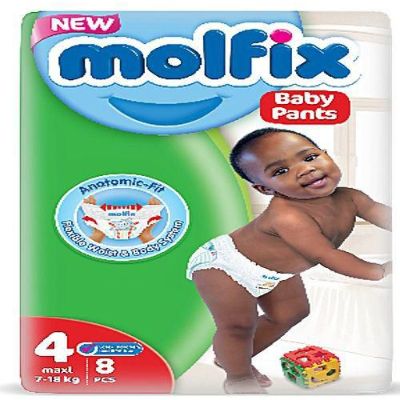 NEW
molfix
Baby
Pants
Anatomic-Fit
molfix
Flexible Waist & Body System
4
maxi
7-18 kg
8
PCS